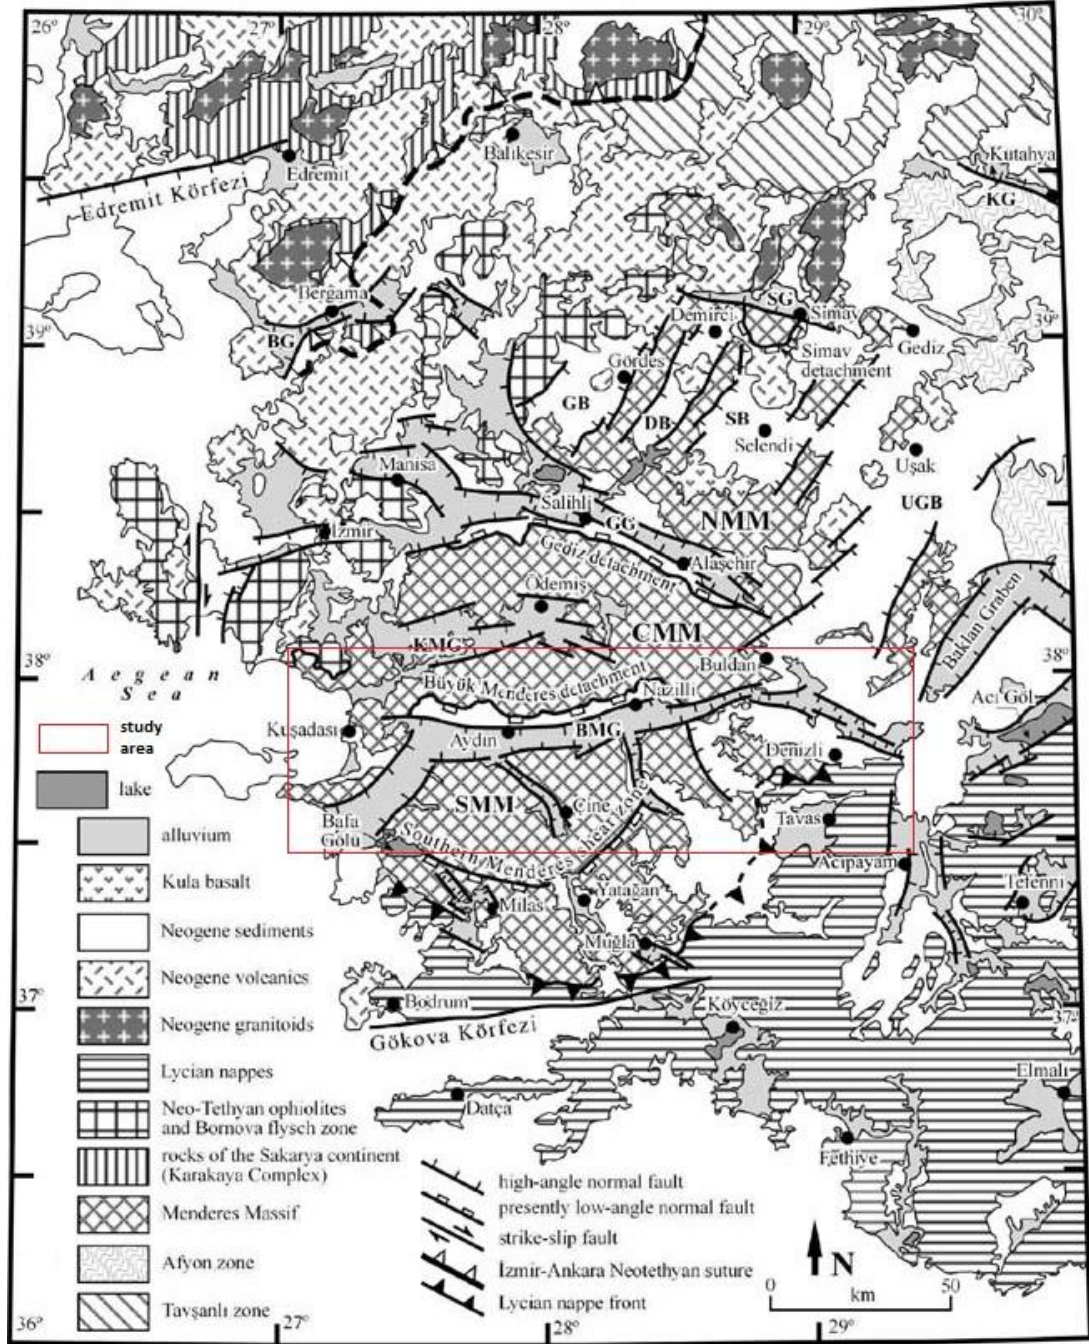 26°
27°
28°
29°
30°
Edremit
Balıkesir
Kütahya
KG
Edremit Körfezi
Bergama
BG
SG
Demirci
Simav
39°
39°
Gediz
Simav
detachment
Gördes
GB
DB
SB
Selendi
Uşak
UGB
Manisa
Salihli
GG
NMM
İzmir
Gediz detachment
Alaşehir
Ödemiş
CMM
Baklan Graben
KMG
38°
38°
Buldan
Büyük Menderes detachment
Nazilli
Aegean
Sea
Acı Göl
Kuşadası
Aydın
BMG
Denizli
study
area
lake
SMM
Çine
Tavas
Bafa
Gölü
Southern Menderes shear zone
Acıpayam
alluvium
Tefenni
Yatağan
Milas
Kula basalt
Muğla
Neogene sediments
Neogene volcanics
37°
37°
Bodrum
Köyceğiz
Gökova Körfezi
Neogene granitoids
Lycian nappes
Elmalı
Datça
Neo-Tethyan ophiolites
and Bornova flysch zone
Fethiye
rocks of the Sakarya continent
(Karakaya Complex)
high-angle normal fault
presently low-angle normal fault
Menderes Massif
strike-slip fault
Afyon zone
İzmir-Ankara Neotethyan suture
N
0
50
km
Lycian nappe front
Tavşanlı zone
36°
27°
28°
29°